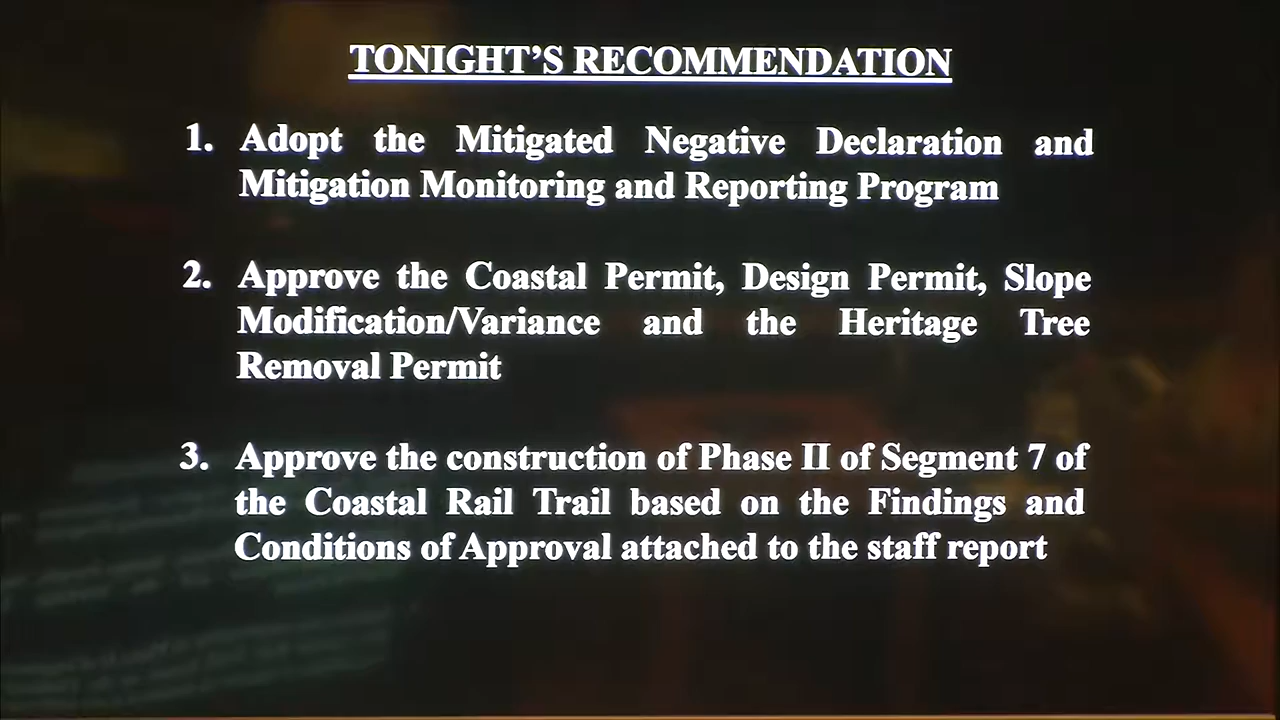 TONIGHT'S RECOMMENDATION
1. Adopt the Mitigated Negative Declaration and
Mitigation Monitoring and Reporting Program
2. Approve the Coastal Permit, Design Permit, Slope
Modification/Variance and the Heritage Tree
Removal Permit
3. Approve the construction of Phase II of Segment 7 of
the Coastal Rail Trail based on the Findings and
Conditions of Approval attached to the staff report